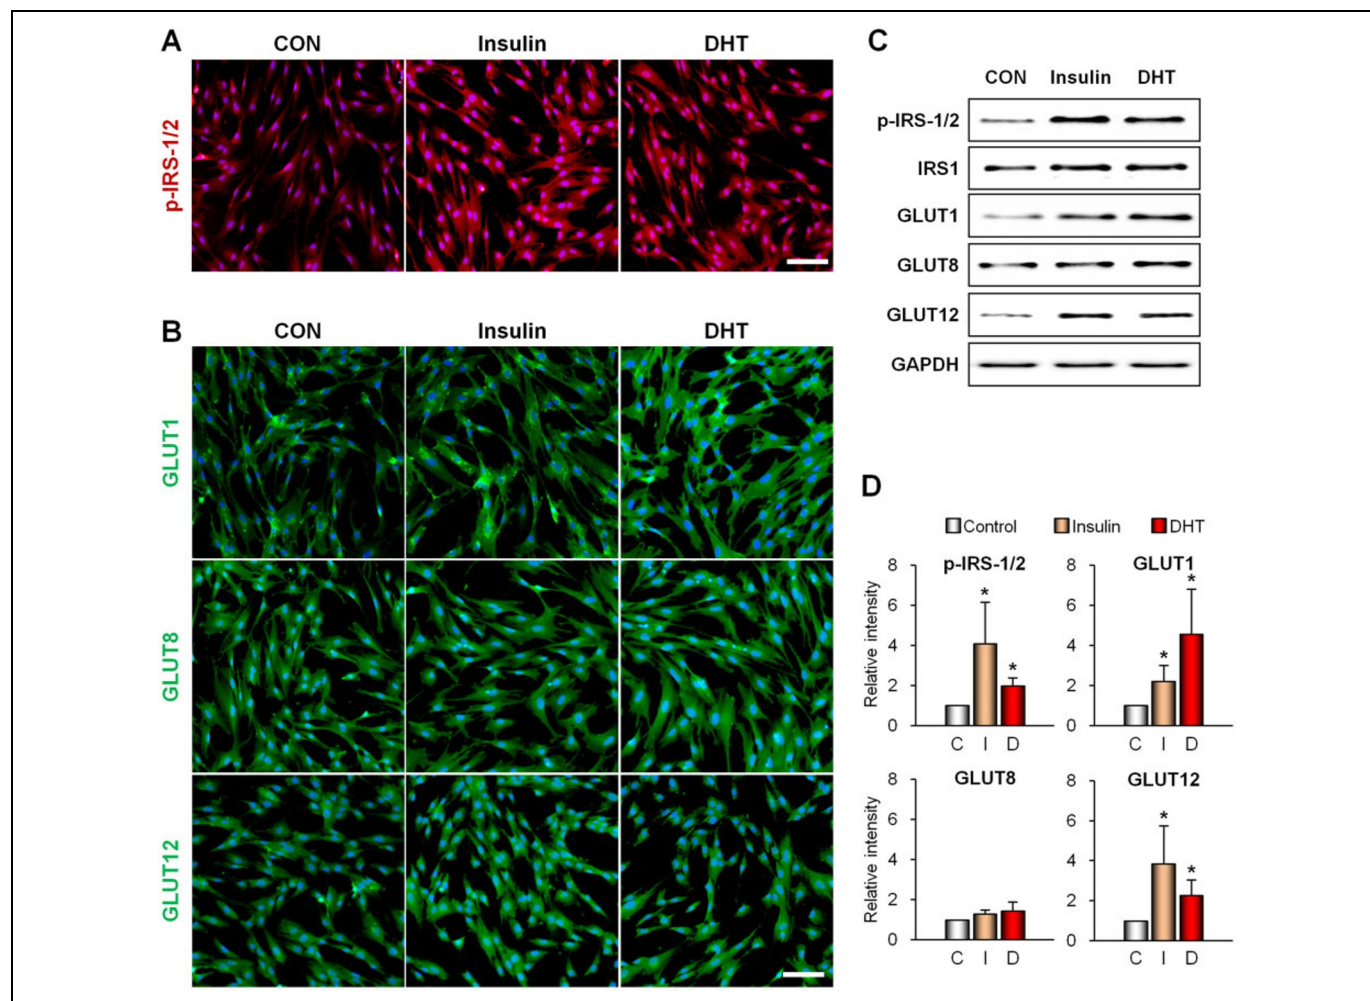 A
CON Insulin DHT
p-IRS-1/2
B
CON Insulin DHT
GLUT1
GLUT8
GLUT12
C
CON Insulin DHT
p-IRS-1/2
IRS1
GLUT1
GLUT8
GLUT12
GAPDH
D
Control Insulin DHT
p-IRS-1/2
Relative intensity
8
6
4
2
0
* *
C I D
GLUT1
8
6
4
2
0
* *
C I D
GLUT8
Relative intensity
8
6
4
2
0
C I D
GLUT12
8
6
4
2
0
* *
C I D